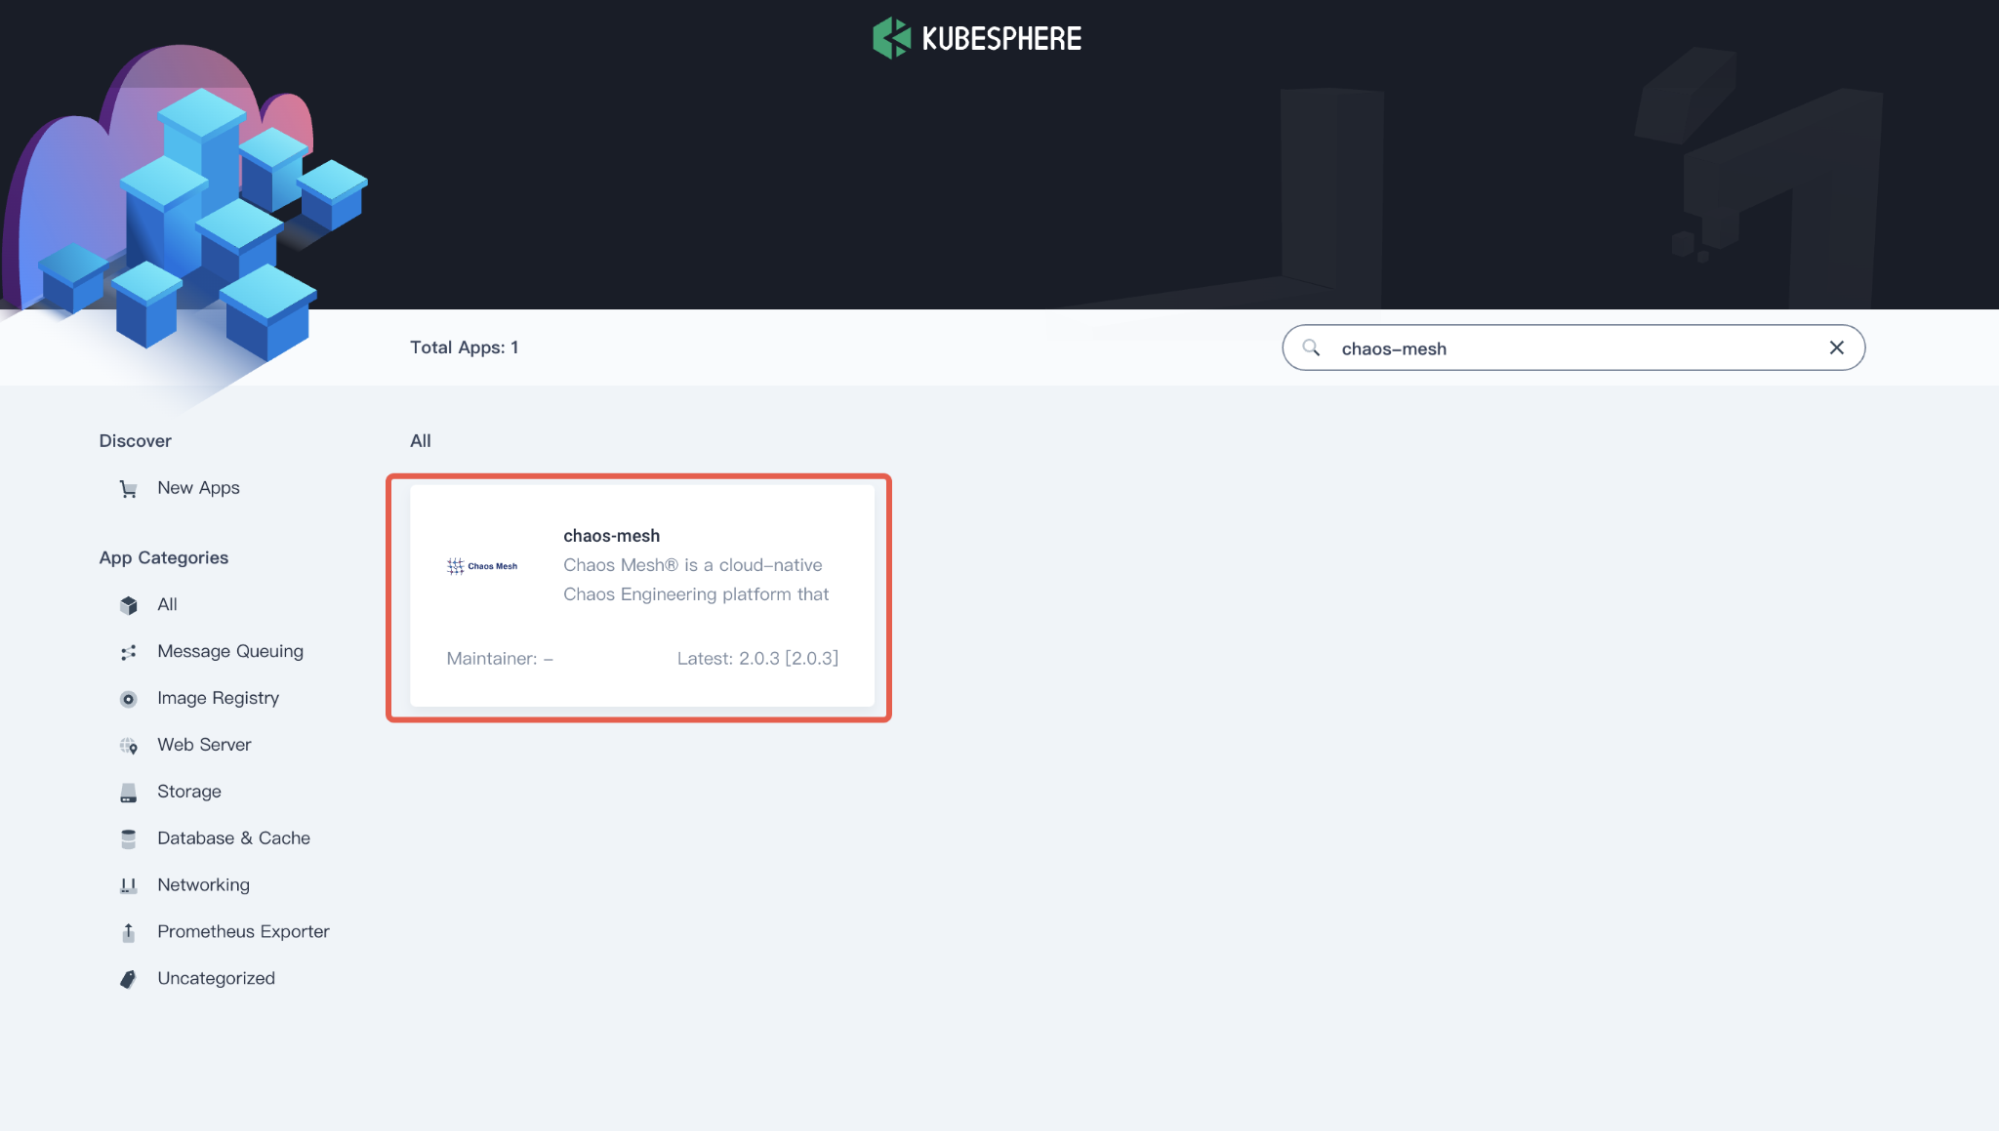 KUBESPHERE
Total Apps: 1
chaos-mesh
Discover
New Apps
App Categories
All
Message Queuing
Image Registry
Web Server
Storage
Database & Cache
Networking
Prometheus Exporter
Uncategorized
All
Chaos Mesh
chaos-mesh
Chaos Mesh® is a cloud-native
Chaos Engineering platform that
Maintainer: -
Latest: 2.0.3 [2.0.3]